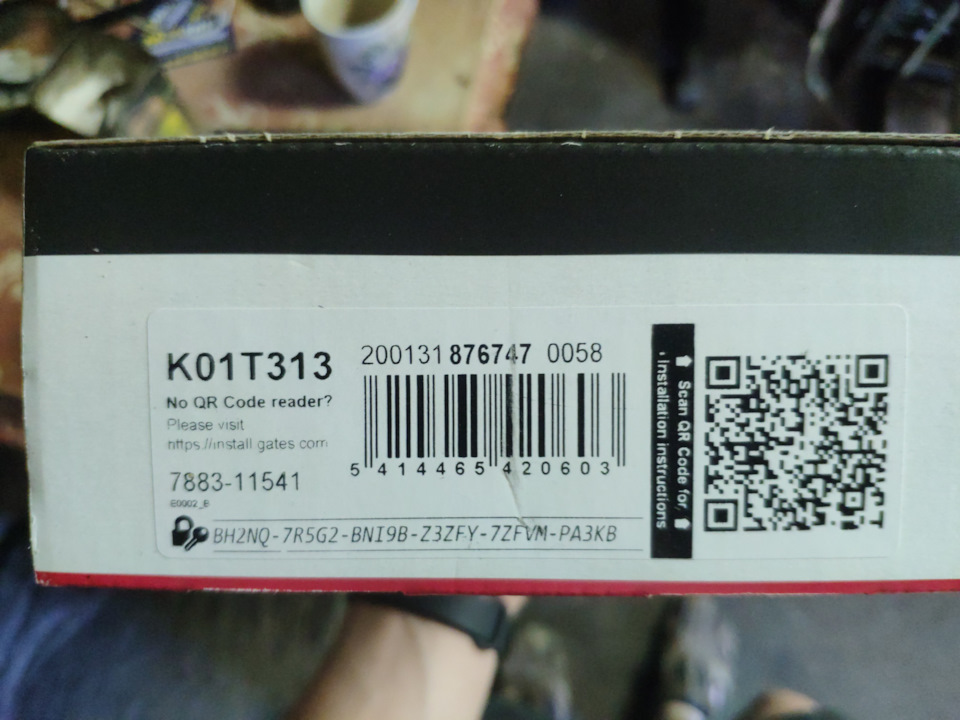 K01T313
200131 876747 0058
No QR Code reader?
Please visit
https://install.gates.com
5 414465 420603
7883-11541
E0902_B
BH2NQ-7R5G2-BNI9B-Z3ZFY-7ZFVM-PA3KB
Scan QR Code for
installation instructions